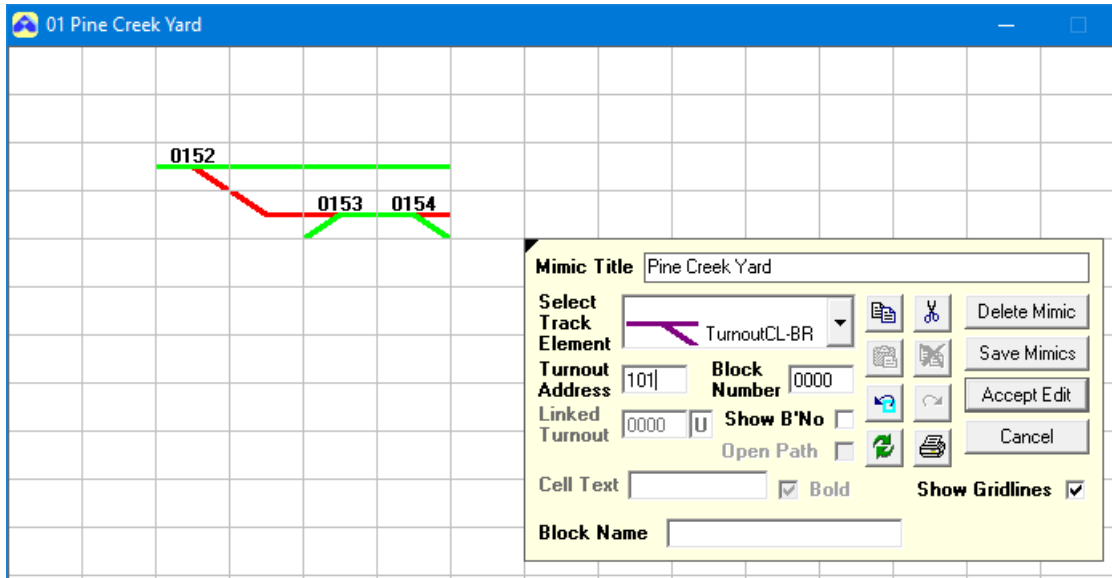 01 Pine Creek Yard
0152
0153 0154
Mimic Title Pine Creek Yard
Select Track Element TurnoutCL-BR
Delete Mimic
Save Mimics
Turnout Address 101 Block Number 0000
Accept Edit
Linked Turnout 0000 U Show B'No
Open Path
Cancel
Cell Text Bold Show Gridlines
Block Name